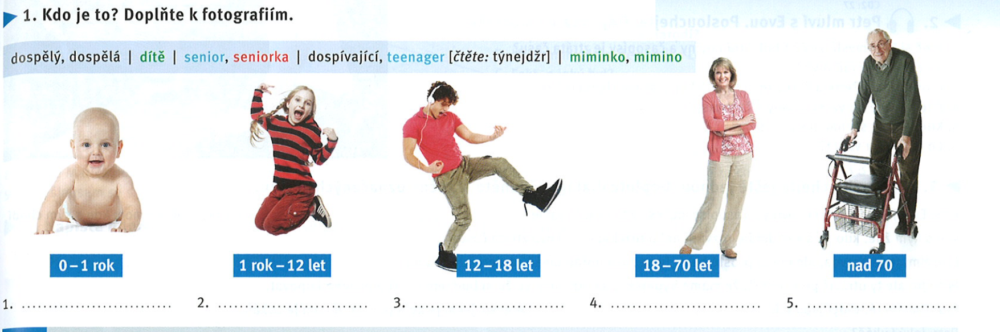 1. Kdo je to? Doplňte k fotografiím.
dospělý, dospělá | dítě | senior, seniorka | dospívající, teenager [čtěte: týnejdžr] | miminko, mimino
0 – 1 rok
1 rok – 12 let
12 – 18 let
18 – 70 let
nad 70
1. ..........................
2. ..........................
3. ..........................
4. ..........................
5. ..........................